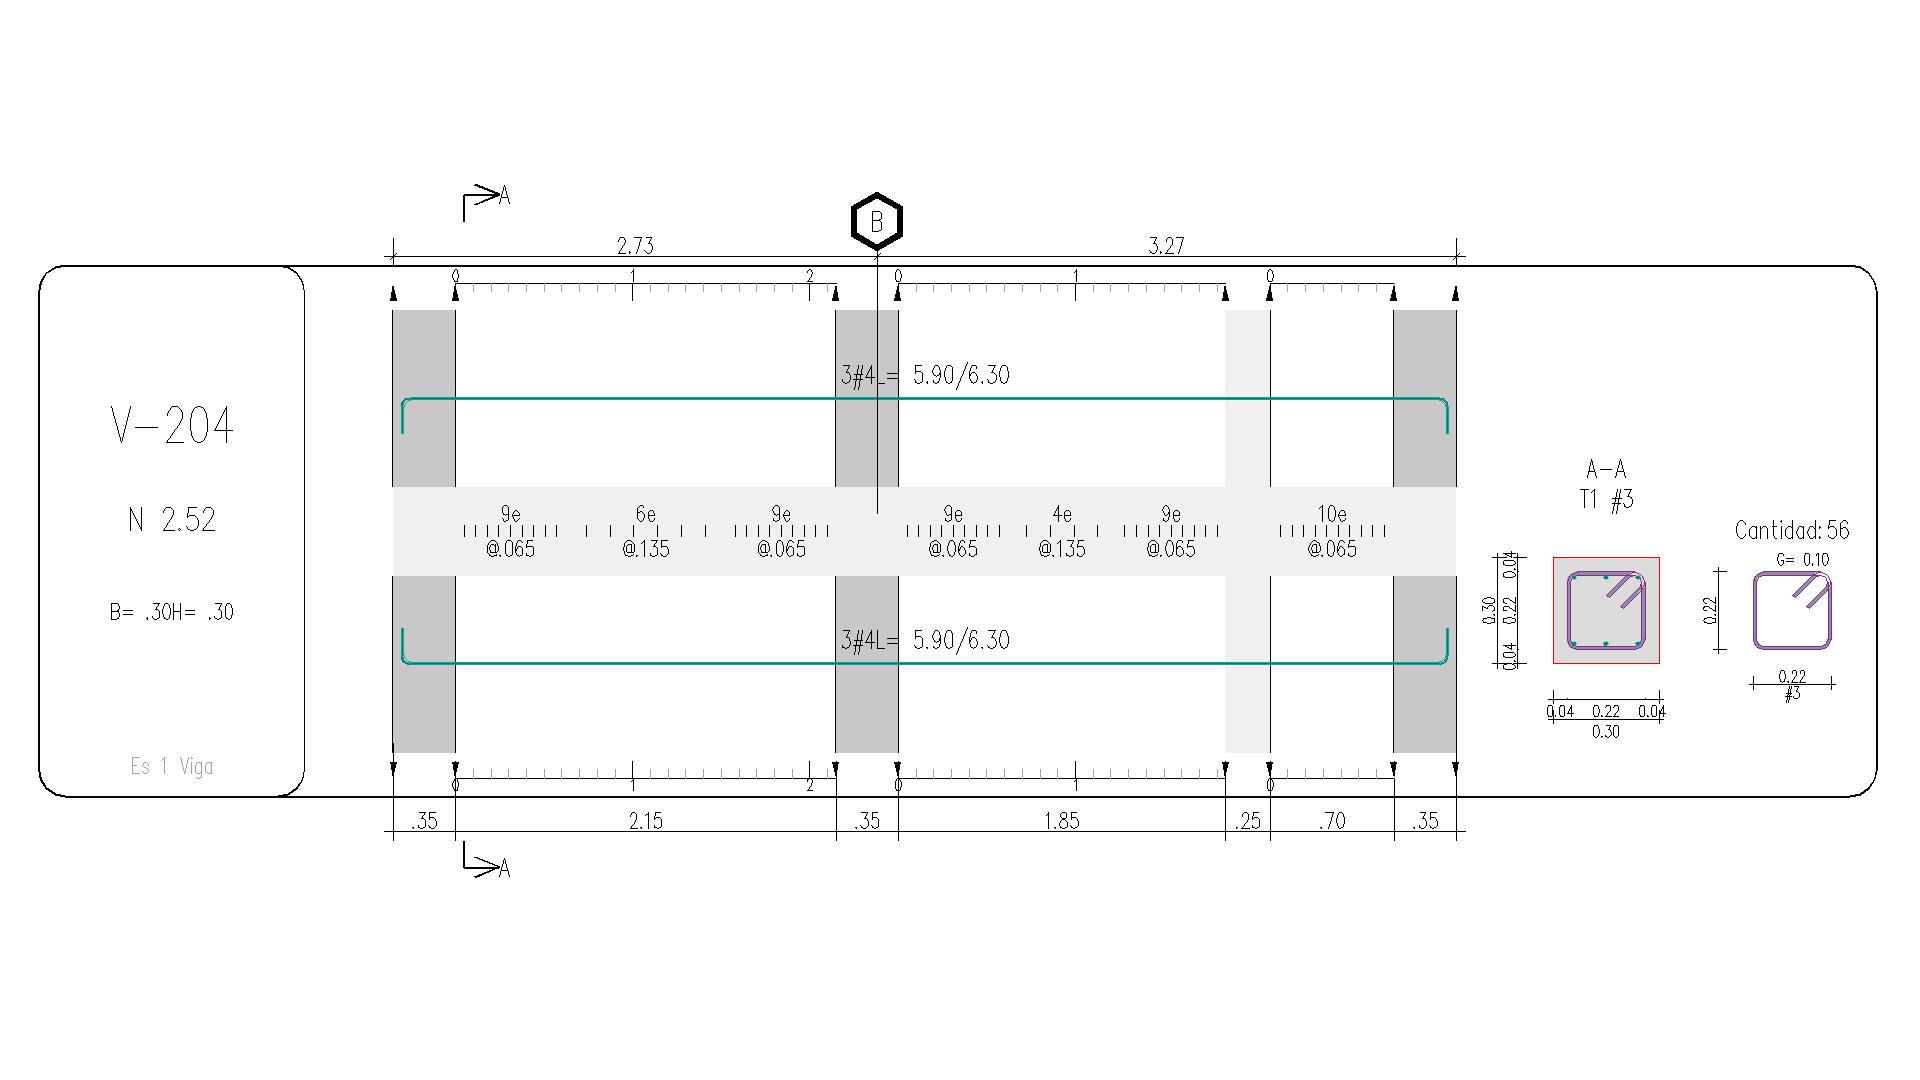 A
B
2.73
3.27
0
1
2
0
1
0
3#4L= 5.90/6.30
V-204
N 2.52
B= .30H= .30
Es 1 Viga
9e
6e
9e
9e
4e
9e
10e
@.065
@.135
@.065
@.065
@.135
@.065
@.065
3#4L= 5.90/6.30
0
1
2
0
1
0
.35
2.15
.35
1.85
.25
.70
.35
A
A-A
T1 #3
0.30
0.04
0.22
0.04
0.04
0.22
0.04
0.30
Cantidad: 56
G= 0.10
0.22
0.22
#3